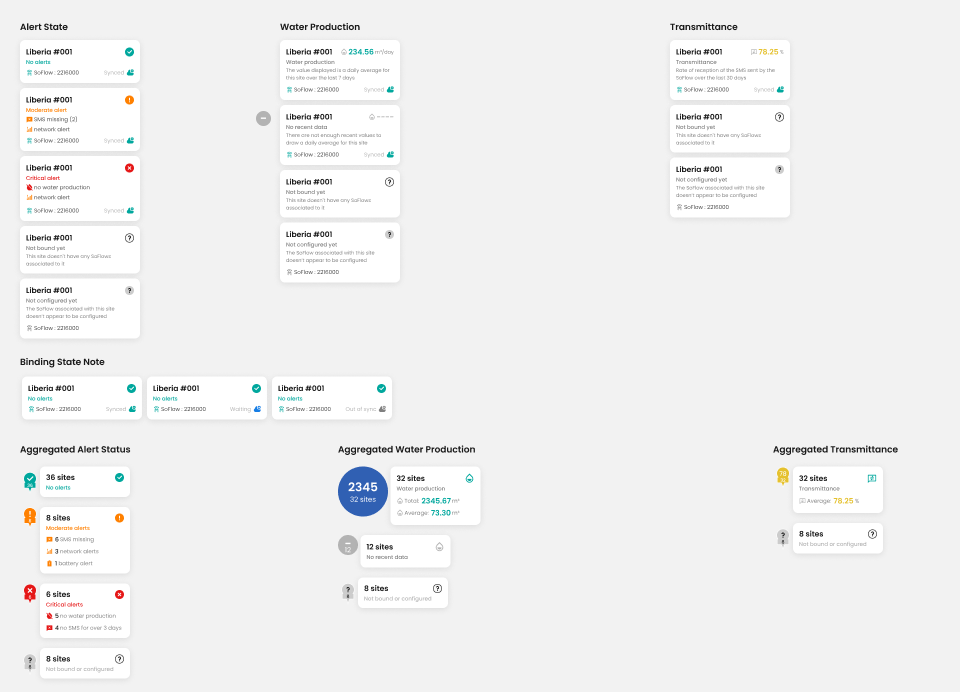 Alert State
Liberia #001
No alerts
SoFlow : 2216000 Synced
Liberia #001
Moderate alert
SMS missing (2)
network alert
SoFlow : 2216000 Synced
Liberia #001
Critical alert
no water production
network alert
SoFlow : 2216000 Synced
Liberia #001
Not bound yet
This site doesn't have any SoFlaws
associated to it
Liberia #001
Not configured yet
The SoFlow associated with this site
doesn't appear to be configured
SoFlow : 2216000
Water Production
Liberia #001 234.56 m³/day
Water production
The value displayed is a daily average for
this site over the last 7 days
SoFlow : 2216000 Synced
Liberia #001 ----
No recent data
There are not enough recent values to
draw a daily average for this site
SoFlow : 2216000 Synced
Liberia #001
Not bound yet
This site doesn't have any SoFlaws
associated to it
Liberia #001
Not configured yet
The SoFlow associated with this site
doesn't appear to be configured
SoFlow : 2216000
Transmittance
Liberia #001 78.25 %
Transmittance
Rate of reception of the SMS sent by the
SoFlow over the last 30 days
SoFlow : 2216000 Synced
Liberia #001
Not bound yet
This site doesn't have any SoFlaws
associated to it
Liberia #001
Not configured yet
The SoFlow associated with this site
doesn't appear to be configured
SoFlow : 2216000
Binding State Note
Liberia #001
No alerts
SoFlow : 2216000 Synced
Liberia #001
No alerts
SoFlow : 2216000 Waiting
Liberia #001
No alerts
SoFlow : 2216000 Out of sync
Aggregated Alert Status
36
36 sites
No alerts
8
8 sites
Moderate alerts
6 SMS missing
3 network alerts
1 battery alert
6
6 sites
Critical alerts
5 no water production
4 no SMS for over 3 days
8
8 sites
Not bound or configured
Aggregated Water Production
2345
32 sites
32 sites
Water production
Total: 2345.67 m³
Average: 73.30 m³
12
12 sites
No recent data
8
8 sites
Not bound or configured
Aggregated Transmittance
78
32
32 sites
Transmittance
Average: 78.25 %
8
8 sites
Not bound or configured